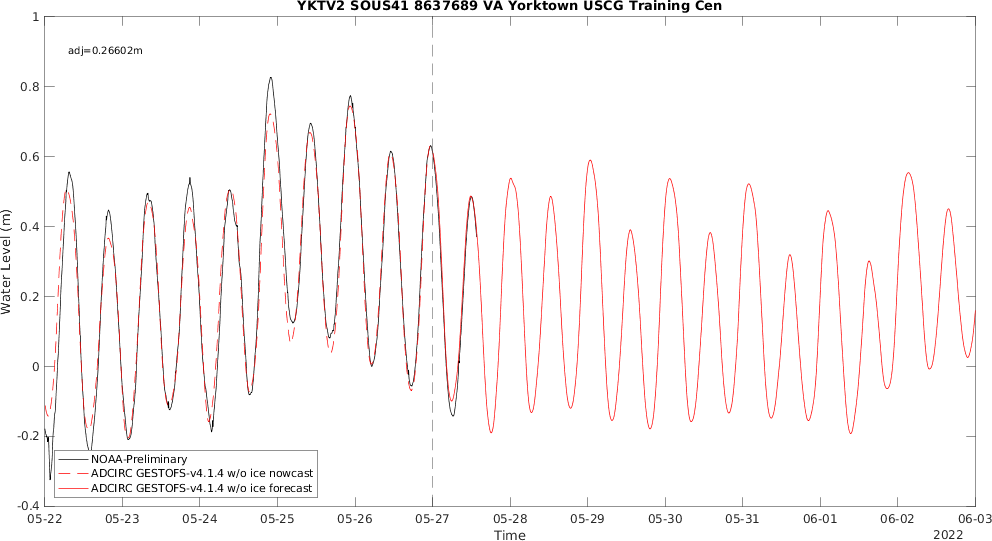 YKTV2 SOUS41 8637689 VA Yorktown USCG Training Cen
adj=0.26602m
1
0.8
0.6
0.4
0.2
0
-0.2
-0.4
Water Level (m)
NOAA-Preliminary
ADCIRC GESTOFS-v4.1.4 w/o ice nowcast
ADCIRC GESTOFS-v4.1.4 w/o ice forecast
05-22 05-23 05-24 05-25 05-26 05-27 05-28 05-29 05-30 05-31 06-01 06-02 06-03
Time
2022